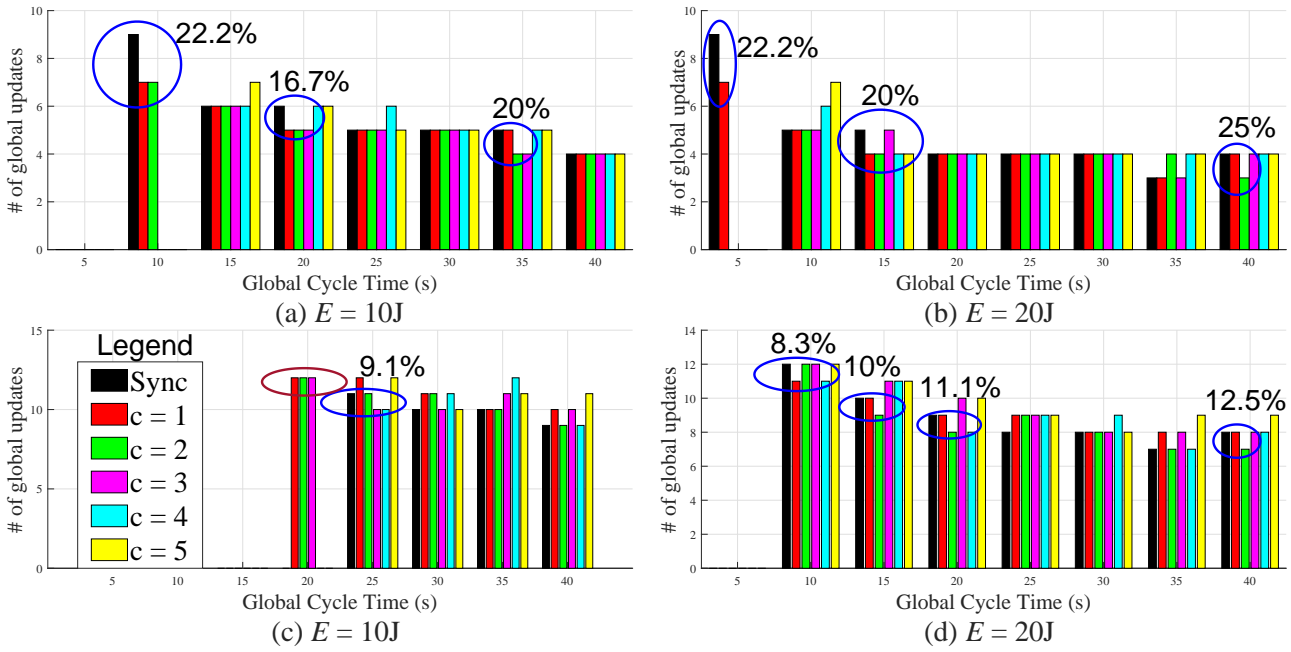 10
8
6
4
2
0
# of global updates
22.2%
16.7%
20%
5 10 15 20 25 30 35 40
Global Cycle Time (s)
(a) E = 10J
10
8
6
4
2
0
# of global updates
22.2%
20%
25%
5 10 15 20 25 30 35 40
Global Cycle Time (s)
(b) E = 20J
15
10
5
0
# of global updates
Legend
Sync
c = 1
c = 2
c = 3
c = 4
c = 5
9.1%
5 10 15 20 25 30 35 40
Global Cycle Time (s)
(c) E = 10J
14
12
10
8
6
4
2
0
# of global updates
8.3%
10%
11.1%
12.5%
5 10 15 20 25 30 35 40
Global Cycle Time (s)
(d) E = 20J